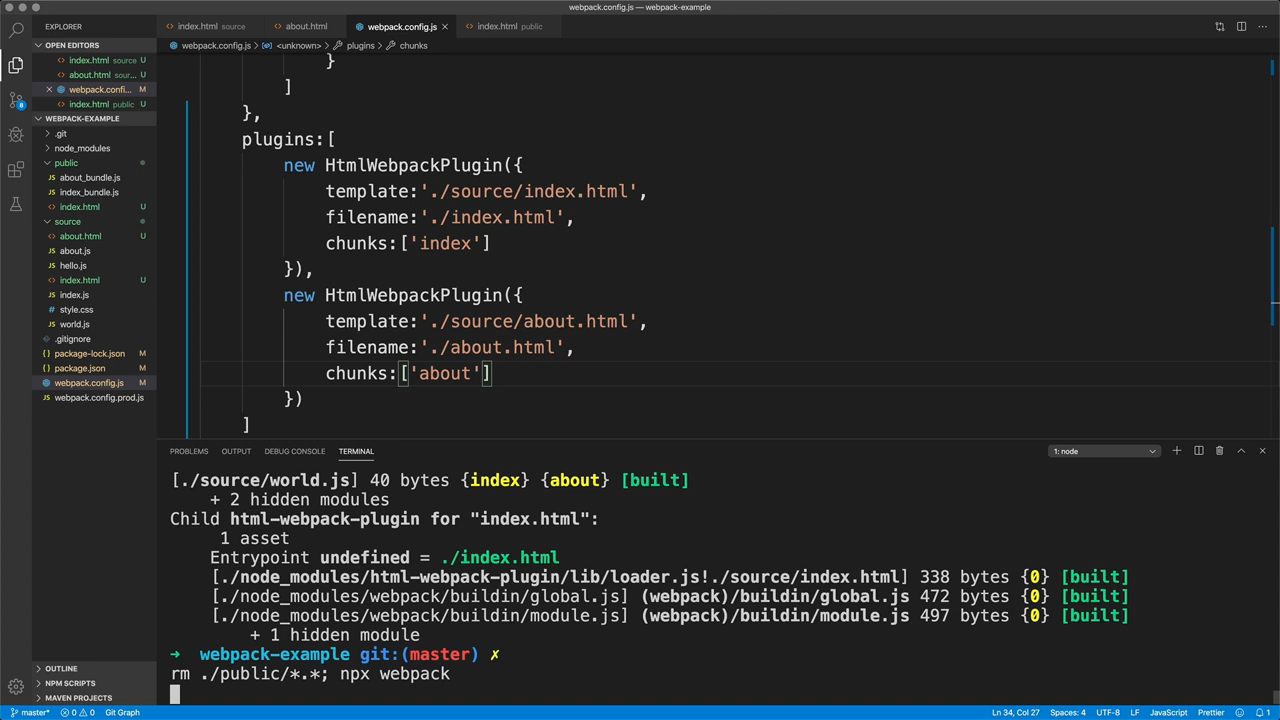 webpack.config.js — webpack-example
EXPLORER
index.html source
about.html
webpack.config.js
index.html public
OPEN EDITORS
webpack.config.js > <unknown> > plugins > chunks
index.html source U
about.html sour... U
webpack.confi... M
index.html public U
WEBPACK-EXAMPLE
.git
node_modules
public
about_bundle.js
index_bundle.js
index.html U
source
about.html U
about.js
hello.js
index.html U
index.js
style.css
world.js
.gitignore
package-lock.json M
package.json M
webpack.config.js M
webpack.config.prod.js
OUTLINE
NPM SCRIPTS
MAVEN PROJECTS
8
}
]
},
plugins:[
new HtmlWebpackPlugin({
template:'./source/index.html',
filename:'./index.html',
chunks:['index']
}),
new HtmlWebpackPlugin({
template:'./source/about.html',
filename:'./about.html',
chunks:['about']
})
]
PROBLEMS OUTPUT DEBUG CONSOLE TERMINAL 1: node
[./source/world.js] 40 bytes {index} {about} [built]
+ 2 hidden modules
Child html-webpack-plugin for "index.html":
1 asset
Entrypoint undefined = ./index.html
[./node_modules/html-webpack-plugin/lib/loader.js!./source/index.html] 338 bytes {0} [built]
[./node_modules/webpack/buildin/global.js] (webpack)/buildin/global.js 472 bytes {0} [built]
[./node_modules/webpack/buildin/module.js] (webpack)/buildin/module.js 497 bytes {0} [built]
+ 1 hidden module
→ webpack-example git:(master) ✗
rm ./public/*.*; npx webpack
master* 0 0 Git Graph Ln 34, Col 27 Spaces: 4 UTF-8 LF JavaScript Prettier 1